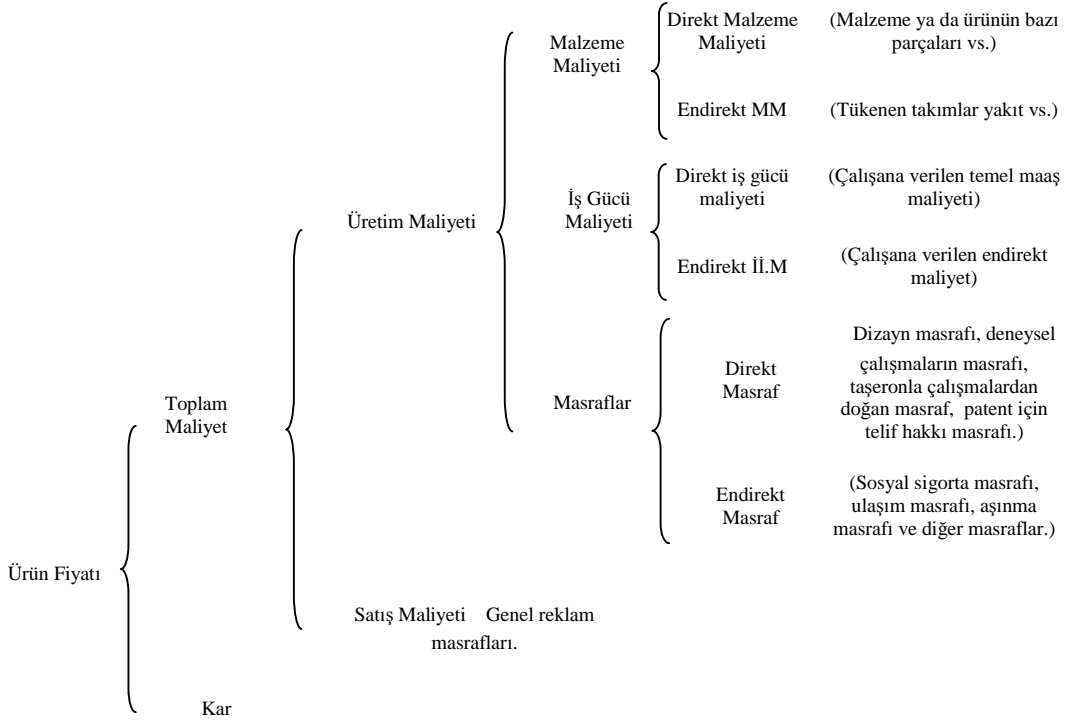 Direkt Malzeme
Maliyeti
(Malzeme ya da ürünün bazı
parçaları vs.)
Malzeme
Maliyeti
Endirekt MM
(Tükenen takımlar yakıt vs.)
Direkt iş gücü
maliyeti
(Çalışana verilen temel maaş
maliyeti)
İş Gücü
Maliyeti
Üretim Maliyeti
Endirekt İİ.M
(Çalışana verilen endirekt
maliyet)
Dizayn masrafı, deneysel
çalışmaların masrafı,
taşeronla çalışmalardan
doğan masraf, patent için
telif hakkı masrafı.)
Direkt
Masraf
Masraflar
Toplam
Maliyet
Endirekt
Masraf
(Sosyal sigorta masrafı,
ulaşım masrafı, aşınma
masrafı ve diğer masraflar.)
Ürün Fiyatı
Satış Maliyeti Genel reklam
masrafları.
Kar